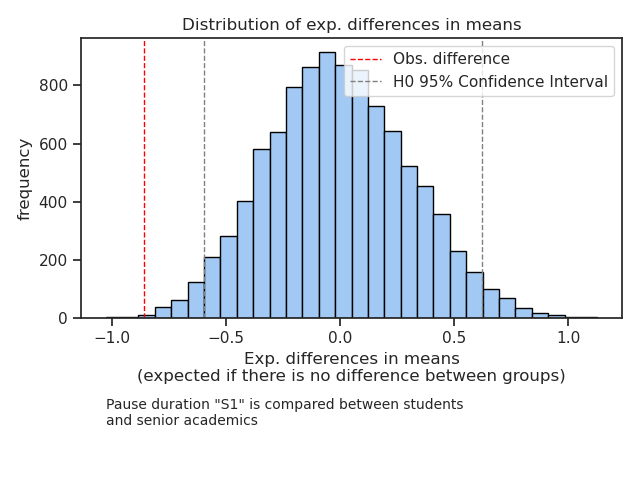 Distribution of exp. differences in means
Obs. difference
H0 95% Confidence Interval
frequency
800
600
400
200
0
−1.0 −0.5 0.0 0.5 1.0
Exp. differences in means
(expected if there is no difference between groups)
Pause duration "S1" is compared between students
and senior academics